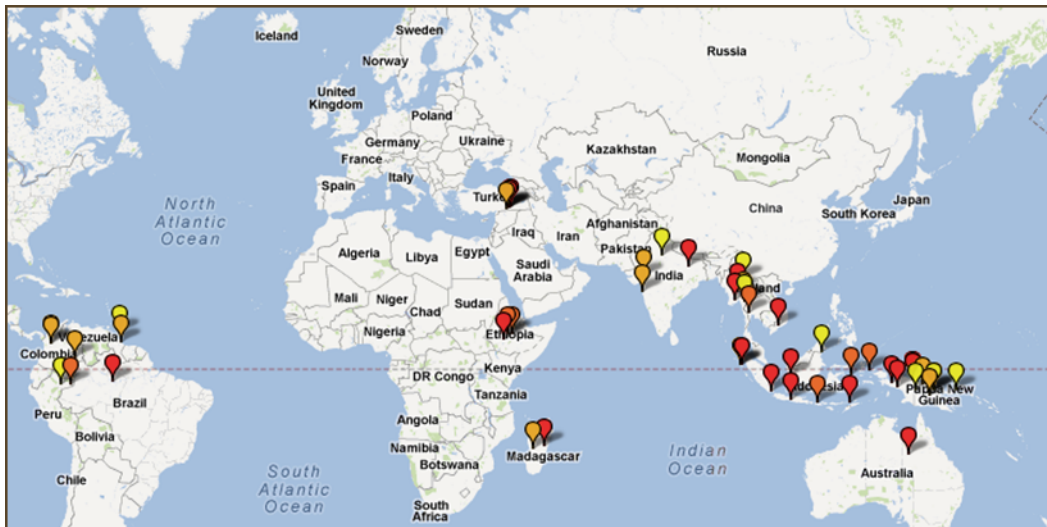 Iceland
Sweden
Norway
Russia
United
Kingdom
Poland
Germany
Ukraine
Kazakhstan
Mongolia
France
Italy
Spain
North
Atlantic
Ocean
Afghanistan
China
South Korea
Japan
Iraq
Iran
Pakistan
Algeria
Libya
Egypt
Saudi
Arabia
India
Mali
Niger
Chad
Sudan
Nigeria
Ethiopia
Colombia
DR Congo
Kenya
Tanzania
Peru
Brazil
Papua New
Guinea
Angola
Bolivia
Namibia
Botswana
Madagascar
Indian
Ocean
Chile
South
Atlantic
Ocean
South
Africa
Australia